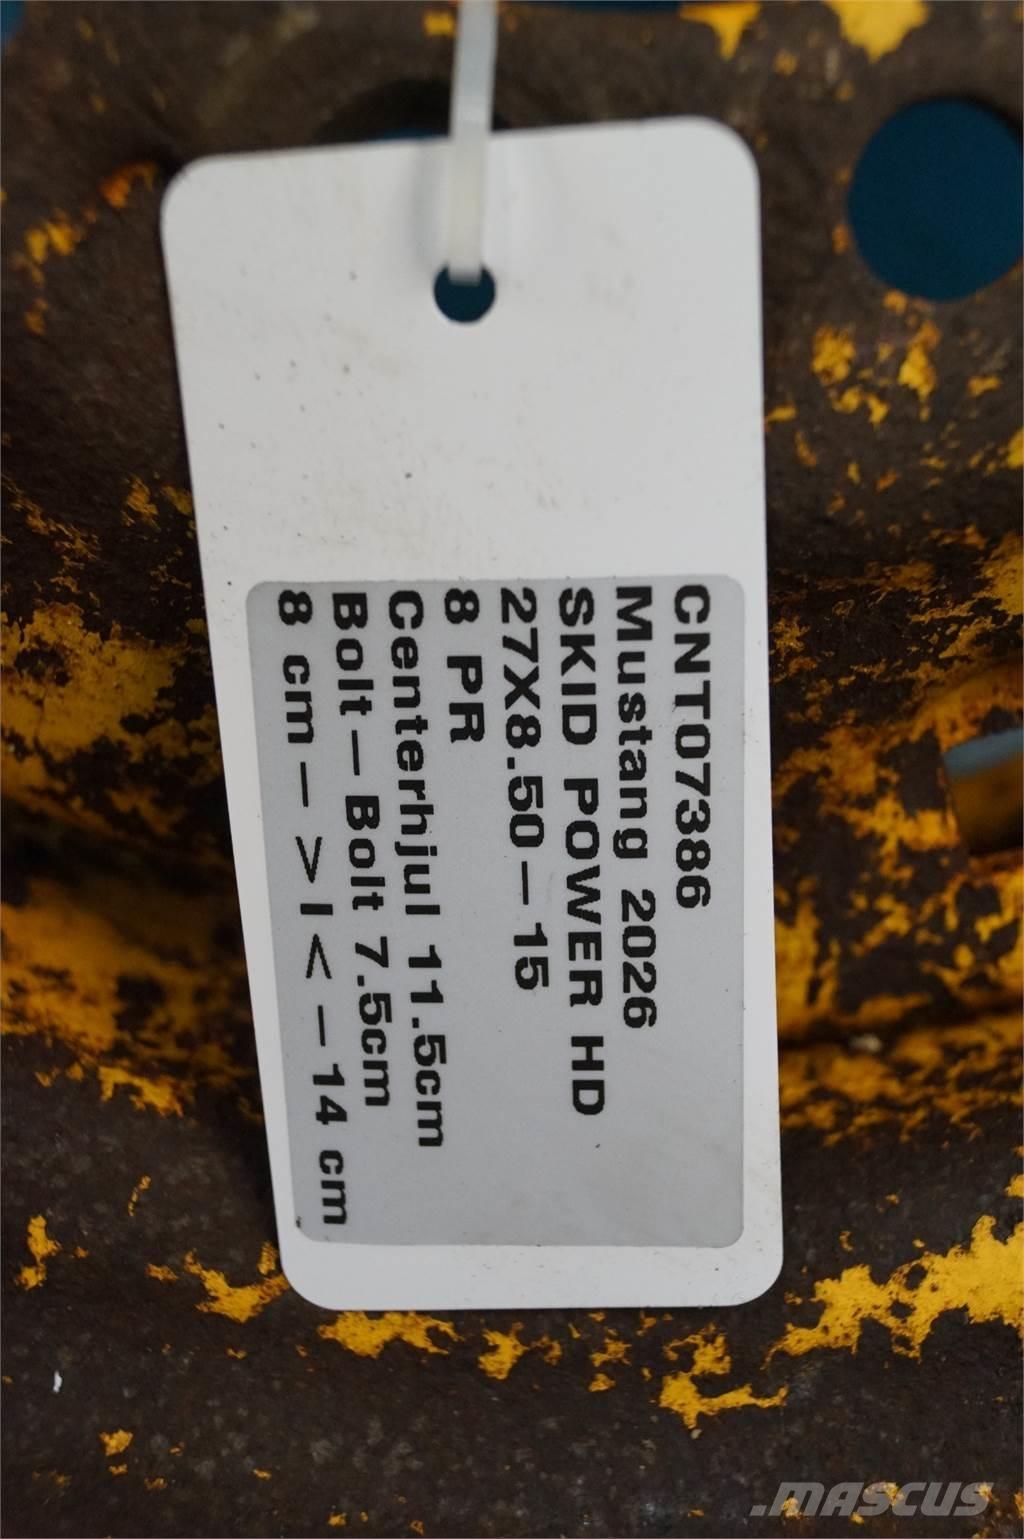 CNT07386
Mustang 2026
SKID POWER HD
27X8.50-15
8 PR
Centerhjul 11.5cm
Bolt-Bolt 7.5cm
8 cm->I<-14 cm
.MASCUS